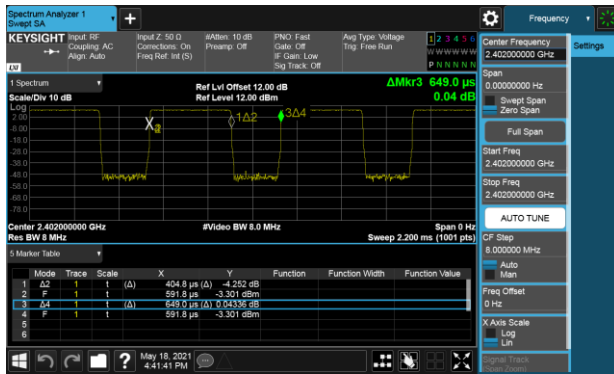 Spectrum Analyzer 1
Swept SA
Frequency
KEYSIGHT
Input: RF
Coupling: AC
Align: Auto
Input Z: 50 Ω
Corrections: On
Freq Ref: Int (S)
#Atten: 10 dB
Preamp: Off
PNO: Fast
Gate: Off
IF Gain: Low
Sig Track: Off
Avg Type: Voltage
Trig: Free Run
1 2 3 4 5 6
W W W W W W
P N N N N N
LXI
Center Frequency
2.402000000 GHz
Settings
1 Spectrum
Scale/Div 10 dB
Ref Lvl Offset 12.00 dB
Ref Level 12.00 dBm
ΔMkr3 649.0 µs
0.04 dB
Log
2.00
-8.00
-18.0
-28.0
-38.0
-48.0
-58.0
-68.0
-78.0
1Δ2
3Δ4
Center 2.402000000 GHz
Res BW 8 MHz
#Video BW 8.0 MHz
Span 0 Hz
Sweep 2.200 ms (1001 pts)
Span
0.00000000 Hz
Swept Span
Zero Span
Full Span
Start Freq
2.402000000 GHz
Stop Freq
2.402000000 GHz
AUTO TUNE
CF Step
8.000000 MHz
Auto
Man
Freq Offset
0 Hz
X Axis Scale
Log
Lin
Signal Track
(Span Zoom)
5 Marker Table
Mode Trace Scale X Y Function Function Width Function Value
1 Δ2 1 t (Δ) 404.8 µs (Δ) -4.252 dB
2 F 1 t 591.8 µs -3.301 dBm
3 Δ4 1 t (Δ) 649.0 µs (Δ) 0.04336 dB
4 F 1 t 591.8 µs -3.301 dBm
5
6
May 18, 2021
4:41:41 PM